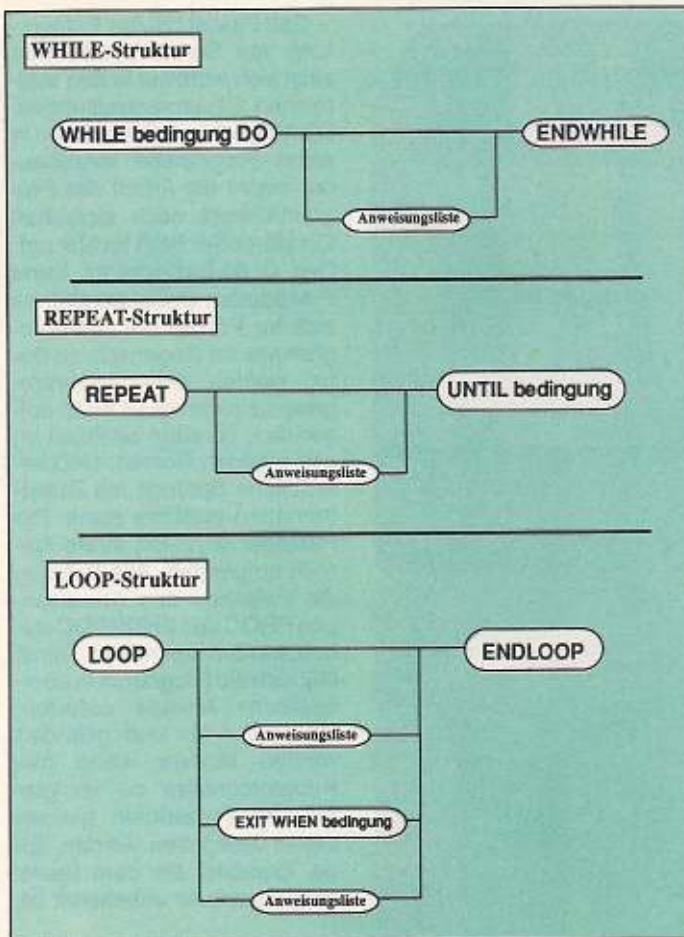 WHILE-Struktur
WHILE bedingung DO ENDWHILE
Anweisungsliste
REPEAT-Struktur
REPEAT UNTIL bedingung
Anweisungsliste
LOOP-Struktur
LOOP ENDLOOP
Anweisungsliste
EXIT WHEN bedingung
Anweisungsliste